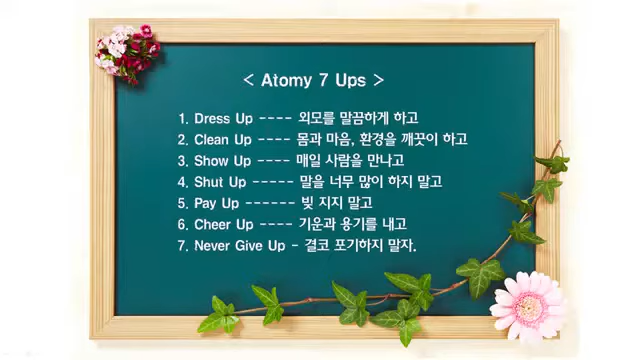 < Atomy 7 Ups >
1. Dress Up ---- 외모를 말끔하게 하고
2. Clean Up ---- 몸과 마음, 환경을 깨끗이 하고
3. Show Up ---- 매일 사람을 만나고
4. Shut Up ----- 말을 너무 많이 하지 말고
5. Pay Up ------ 빚 지지 말고
6. Cheer Up ---- 기운과 용기를 내고
7. Never Give Up - 결코 포기하지 말자.